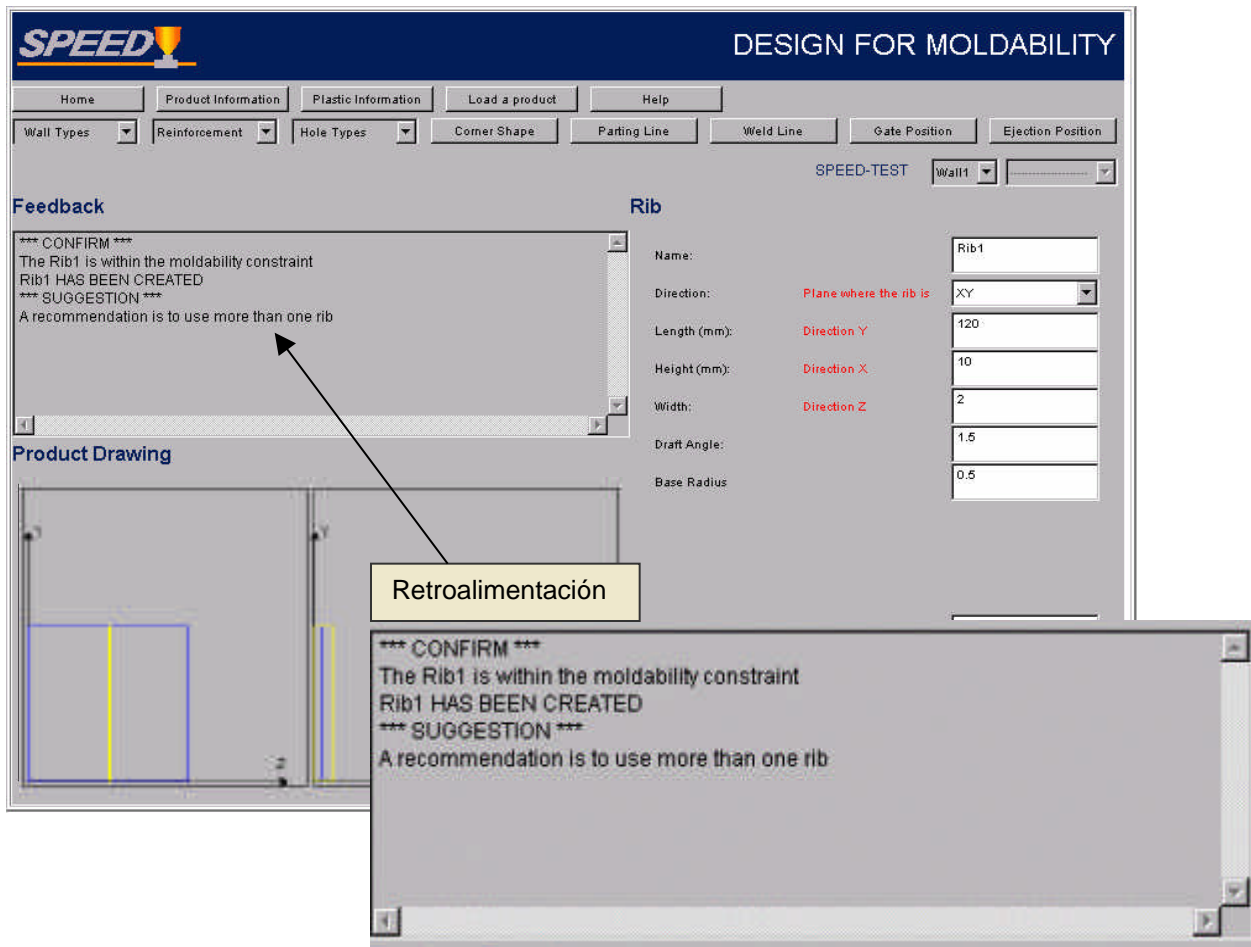 SPEED
DESIGN FOR MOLDABILITY
Home Product Information Plastic Information Load a product Help
Wall Types Reinforcement Hole Types Corner Shape Parting Line Weld Line Gate Position Ejection Position
SPEED-TEST Wall1 --------------------
Feedback
*** CONFIRM ***
The Rib1 is within the moldability constraint
Rib1 HAS BEEN CREATED
*** SUGGESTION ***
A recommendation is to use more than one rib
Rib
Name: Rib1
Direction: Plane where the rib is XY
Length (mm): Direction Y 120
Height (mm): Direction X 10
Width: Direction Z 2
Draft Angle: 1.5
Base Radius 0.5
Product Drawing
Y
Z
Retroalimentación
*** CONFIRM ***
The Rib1 is within the moldability constraint
Rib1 HAS BEEN CREATED
*** SUGGESTION ***
A recommendation is to use more than one rib